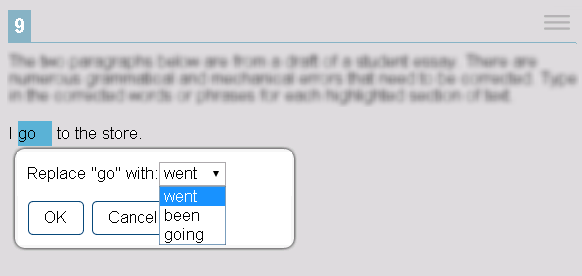 9
The two paragraphs below are from a draft of a student essay. There are
numerous grammatical and mechanical errors that need to be corrected. Type
in the corrected words or phrases for each highlighted section of text.
I go to the store.
Replace "go" with: went
went
been
going
OK Cancel